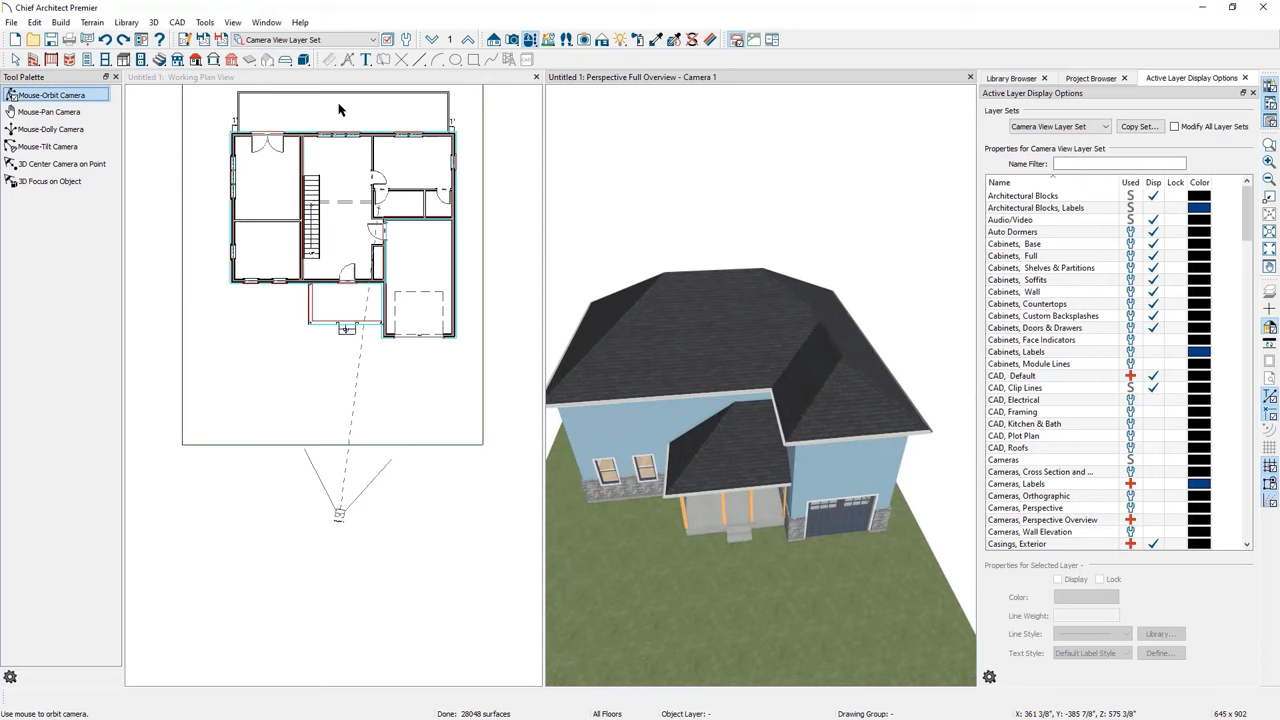 Chief Architect Premier
File Edit Build Terrain Library 3D CAD Tools View Window Help
Camera View Layer Set 1
Tool Palette
Untitled 1: Working Plan View
Untitled 1: Perspective Full Overview - Camera 1
Library Browser Project Browser Active Layer Display Options
Mouse-Orbit Camera
Mouse-Pan Camera
Mouse-Dolly Camera
Mouse-Tilt Camera
3D Center Camera on Point
3D Focus on Object
Active Layer Display Options
Layer Sets
Camera View Layer Set Copy Set... Modify All Layer Sets
Properties for Camera View Layer Set
Name Filter:
Name Used Disp Lock Color
Architectural Blocks S
Architectural Blocks, Labels S
Audio/Video S
Auto Dormers
Cabinets, Base
Cabinets, Full
Cabinets, Shelves & Partitions
Cabinets, Soffits
Cabinets, Wall
Cabinets, Countertops
Cabinets, Custom Backsplashes
Cabinets, Doors & Drawers
Cabinets, Face Indicators
Cabinets, Labels
Cabinets, Module Lines
CAD, Default
CAD, Clip Lines S
CAD, Electrical
CAD, Framing
CAD, Kitchen & Bath
CAD, Plot Plan
CAD, Roofs
Cameras S
Cameras, Cross Section and ...
Cameras, Labels
Cameras, Orthographic
Cameras, Perspective
Cameras, Perspective Overview
Cameras, Wall Elevation
Casings, Exterior
Properties for Selected Layer -
Display Lock
Color:
Line Weight:
Line Style: Library...
Text Style: Default Label Style Define...
Use mouse to orbit camera. Done: 28048 surfaces All Floors Object Layer: - Drawing Group: - X: 361 3/8", Y: -385 7/8", Z: 575 3/8" 645 x 902